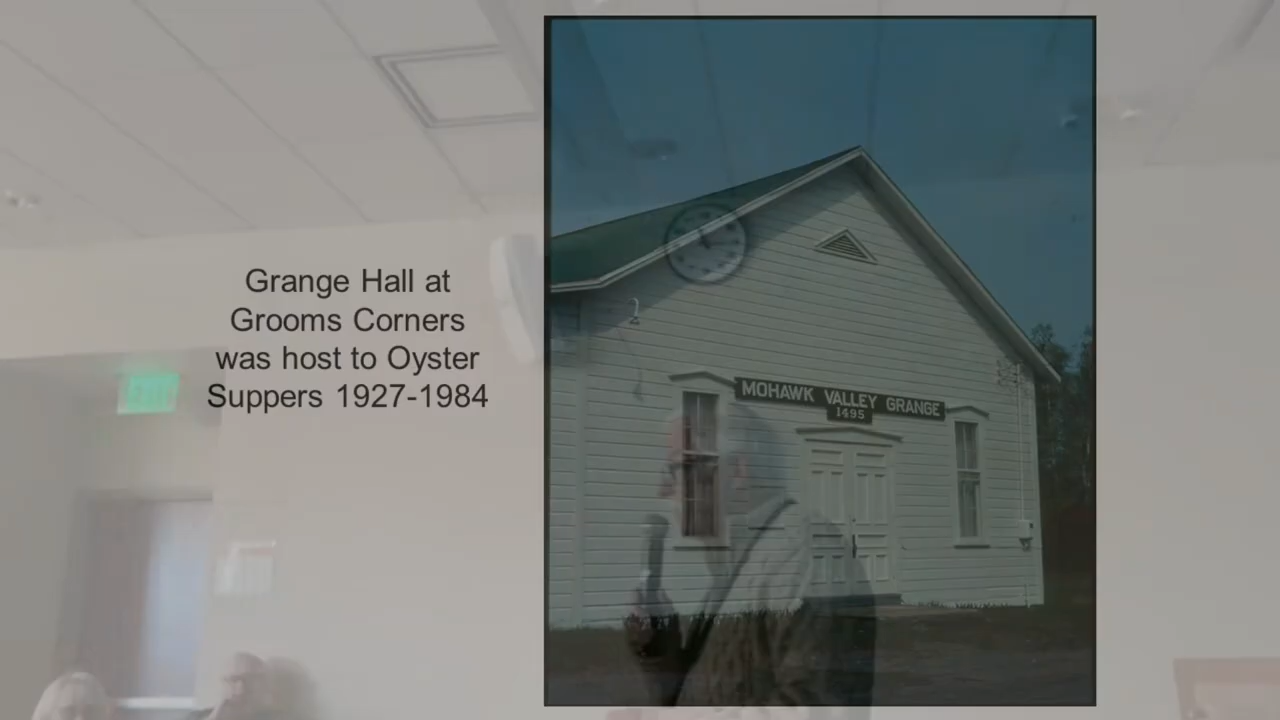 Grange Hall at
Grooms Corners
was host to Oyster
Suppers 1927-1984
MOHAWK VALLEY GRANGE
1495